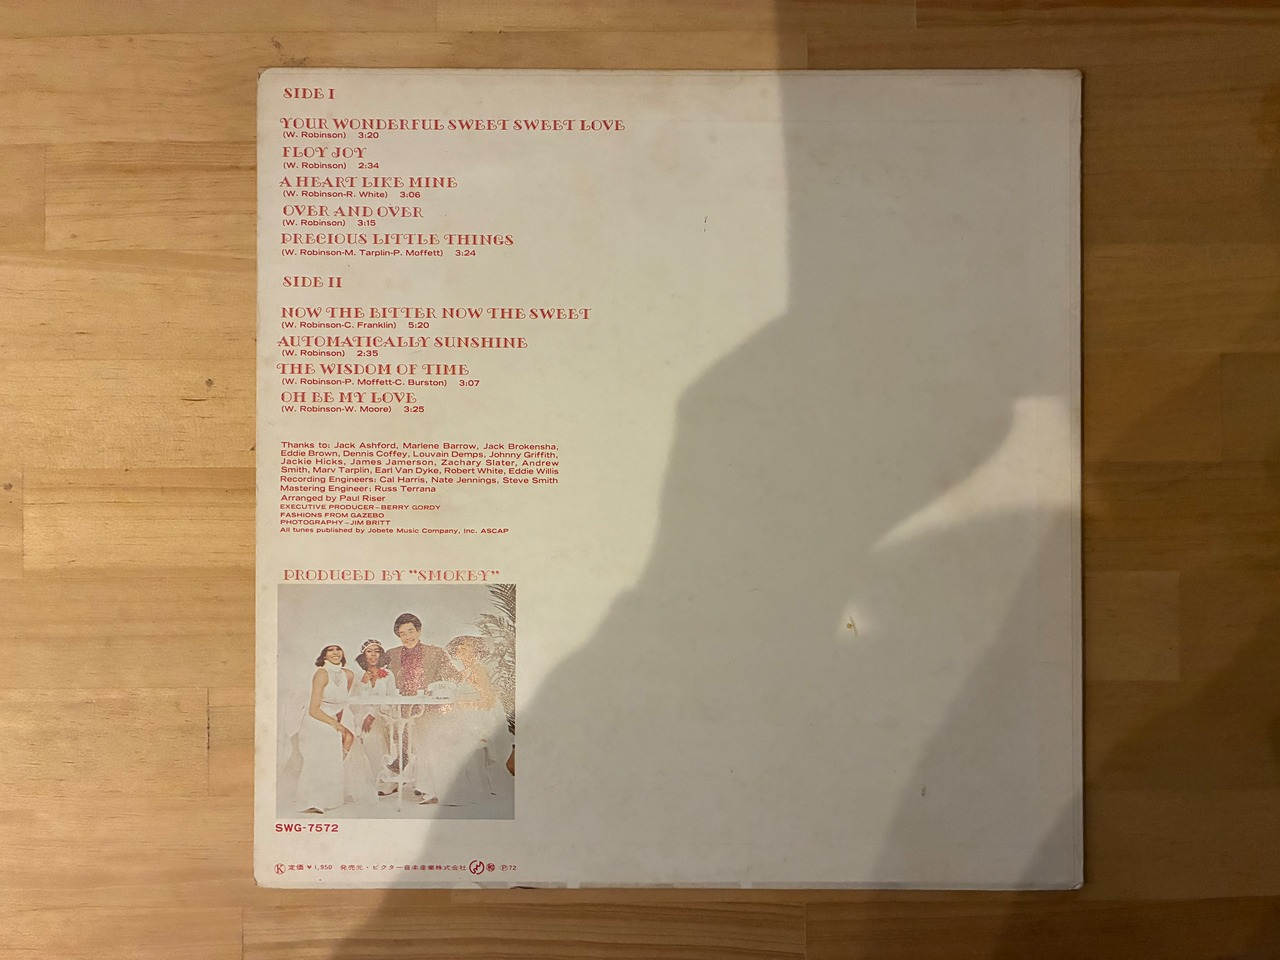 SIDE I
YOUR WONDERFUL SWEET SWEET LOVE
(W. Robinson) 3:20
FLOY JOY
(W. Robinson) 2:34
A HEART LIKE MINE
(W. Robinson-R. White) 3:06
OVER AND OVER
(W. Robinson) 3:15
PRECIOUS LITTLE THINGS
(W. Robinson-M. Tarplin-P. Moffett) 3:24
SIDE II
NOW THE BITTER NOW THE SWEET
(W. Robinson-C. Franklin) 5:20
AUTOMATICALLY SUNSHINE
(W. Robinson) 2:35
THE WISDOM OF TIME
(W. Robinson-P. Moffett-C. Burston) 3:07
OH BE MY LOVE
(W. Robinson-W. Moore) 3:25
Thanks to: Jack Ashford, Marlene Barrow, Jack Brokensha,
Eddie Brown, Dennis Coffey, Louvain Demps, Johnny Griffith,
Jackie Hicks, James Jamerson, Zachary Slater, Andrew
Smith, Marv Tarplin, Earl Van Dyke, Robert White, Eddie Willis
Recording Engineers: Cal Harris, Nate Jennings, Steve Smith
Mastering Engineer: Russ Terrana
Arranged by Paul Riser
EXECUTIVE PRODUCER-BERRY GORDY
FASHIONS FROM GAZEBO
PHOTOGRAPHY-JIM BRITT
All tunes published by Jobete Music Company, Inc. ASCAP
PRODUCED BY "SMOKEY"
SWG-7572
Ⓚ 定価 ¥1,950 発売元・ビクター音楽産業株式会社 Ⓟ72